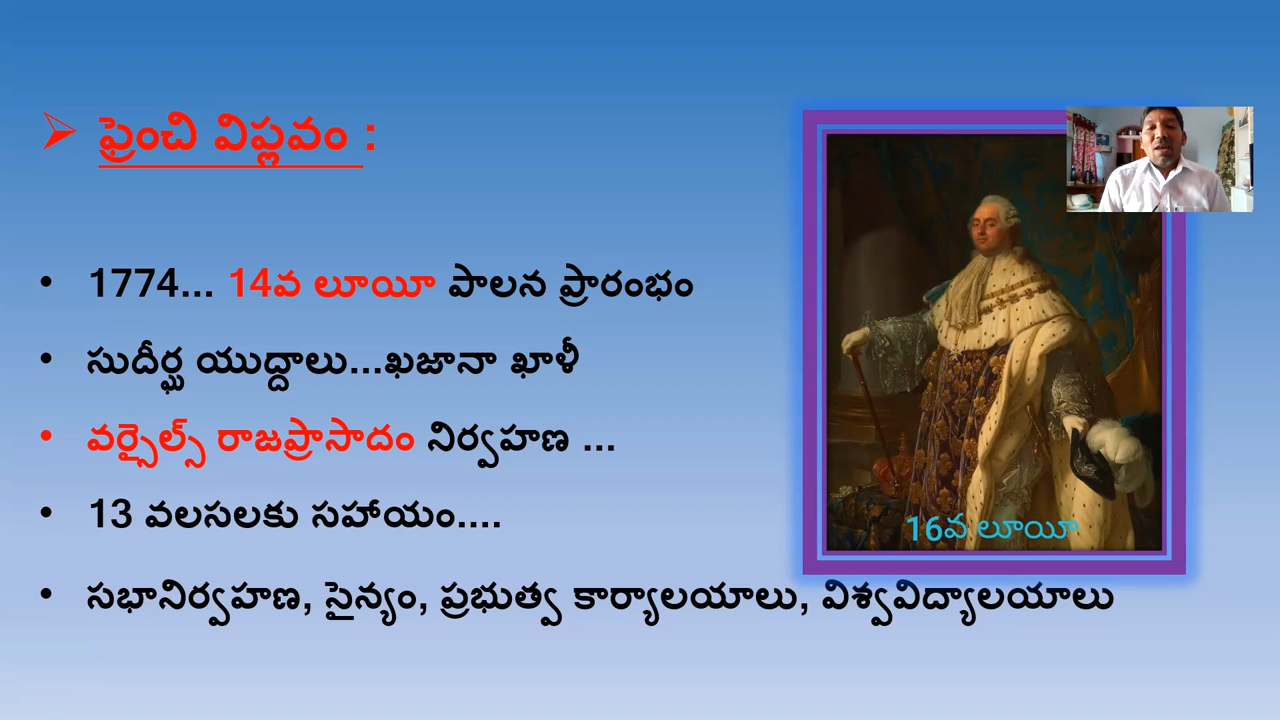 ఫ్రెంచి విప్లవం :
1774... 14వ లూయీ పాలన ప్రారంభం
సుదీర్ఘ యుద్దాలు...ఖజానా ఖాళీ
వర్సైల్స్ రాజప్రాసాదం నిర్వహణ ...
13 వలసలకు సహాయం....
సభానిర్వహణ, సైన్యం, ప్రభుత్వ కార్యాలయాలు, విశ్వవిద్యాలయాలు
16వ లూయీ